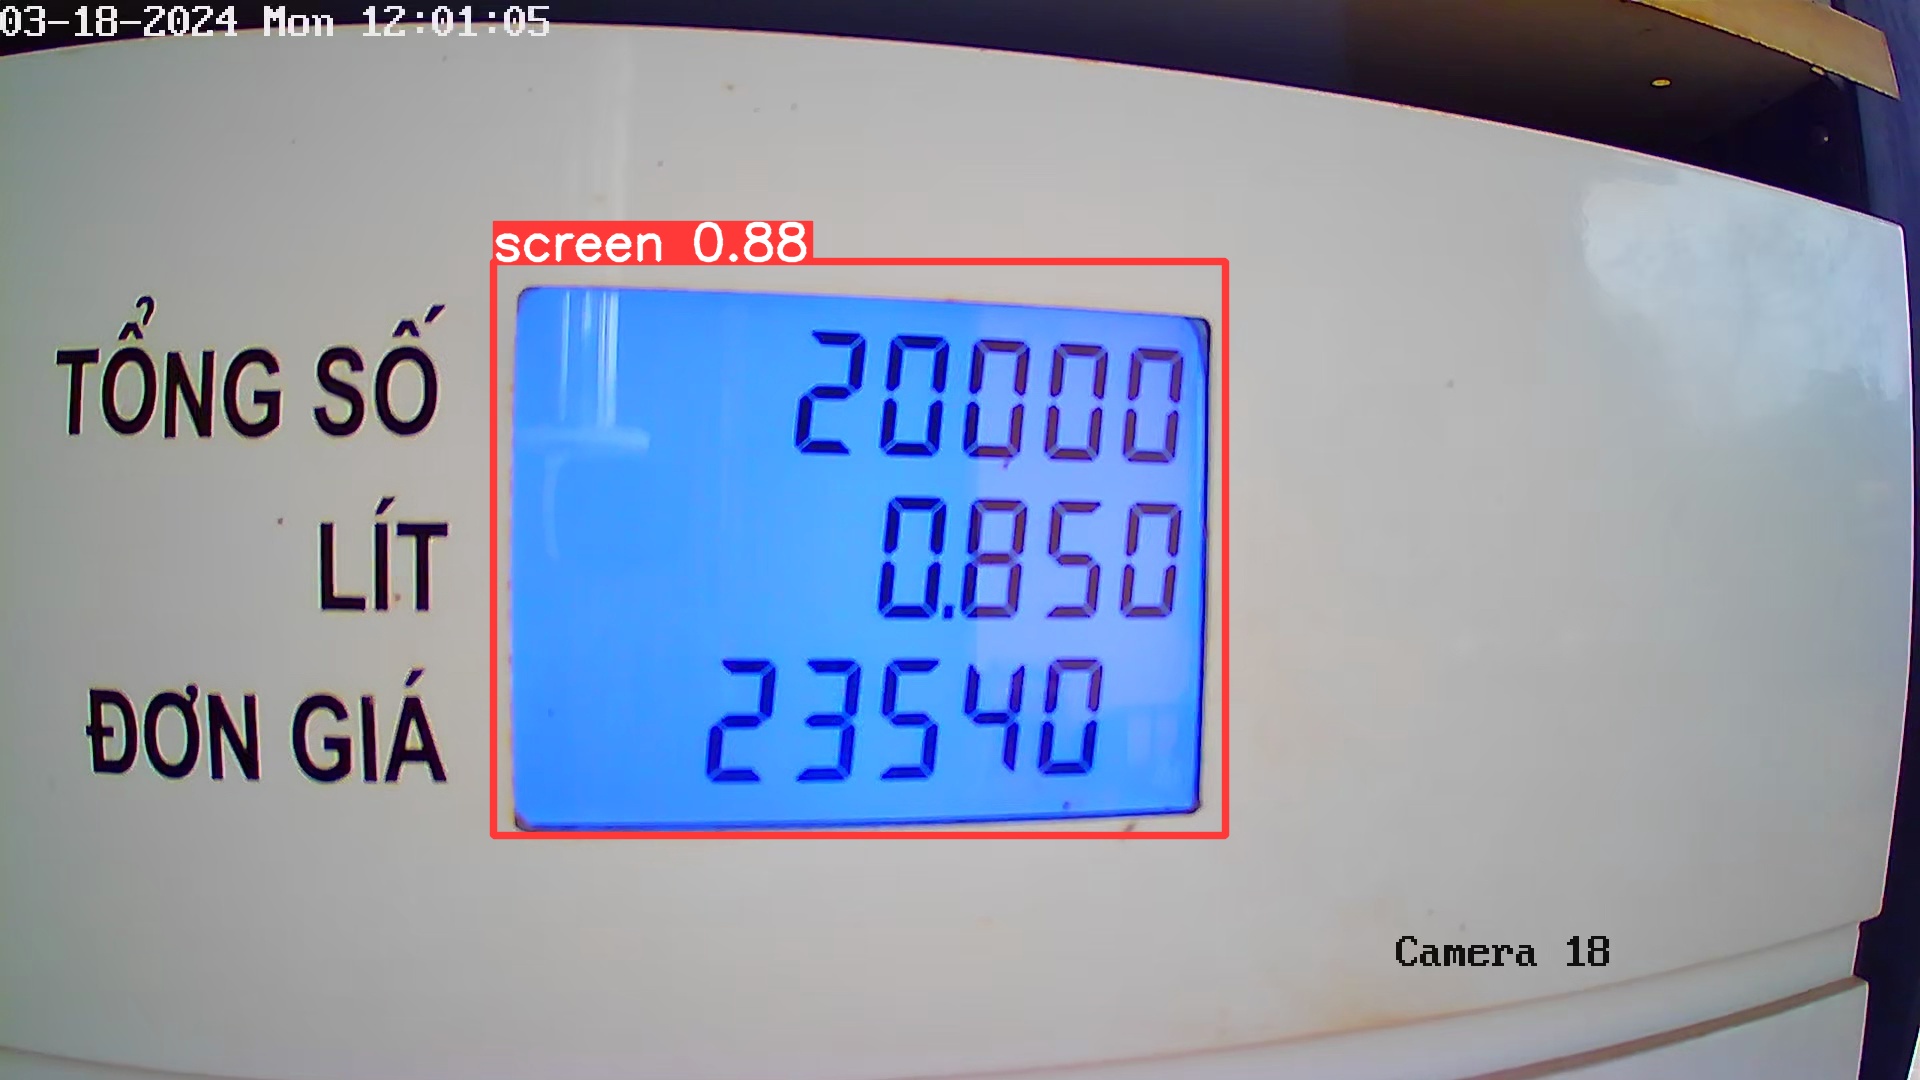 03-18-2024 Mon 12:01:05
screen 0.88
TỔNG SỐ 20000
LÍT 0.850
ĐƠN GIÁ 23540
Camera 18